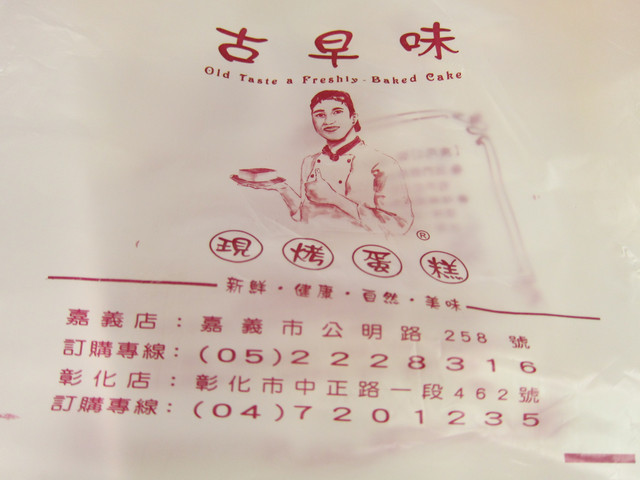 古早味
Old Taste a Freshly-Baked Cake
®
現烤蛋糕
新鮮·健康·自然·美味
嘉義店:嘉義市公明路 258 號
訂購專線:(05)2228316
彰化店:彰化市中正路一段462號
訂購專線:(04)7201235